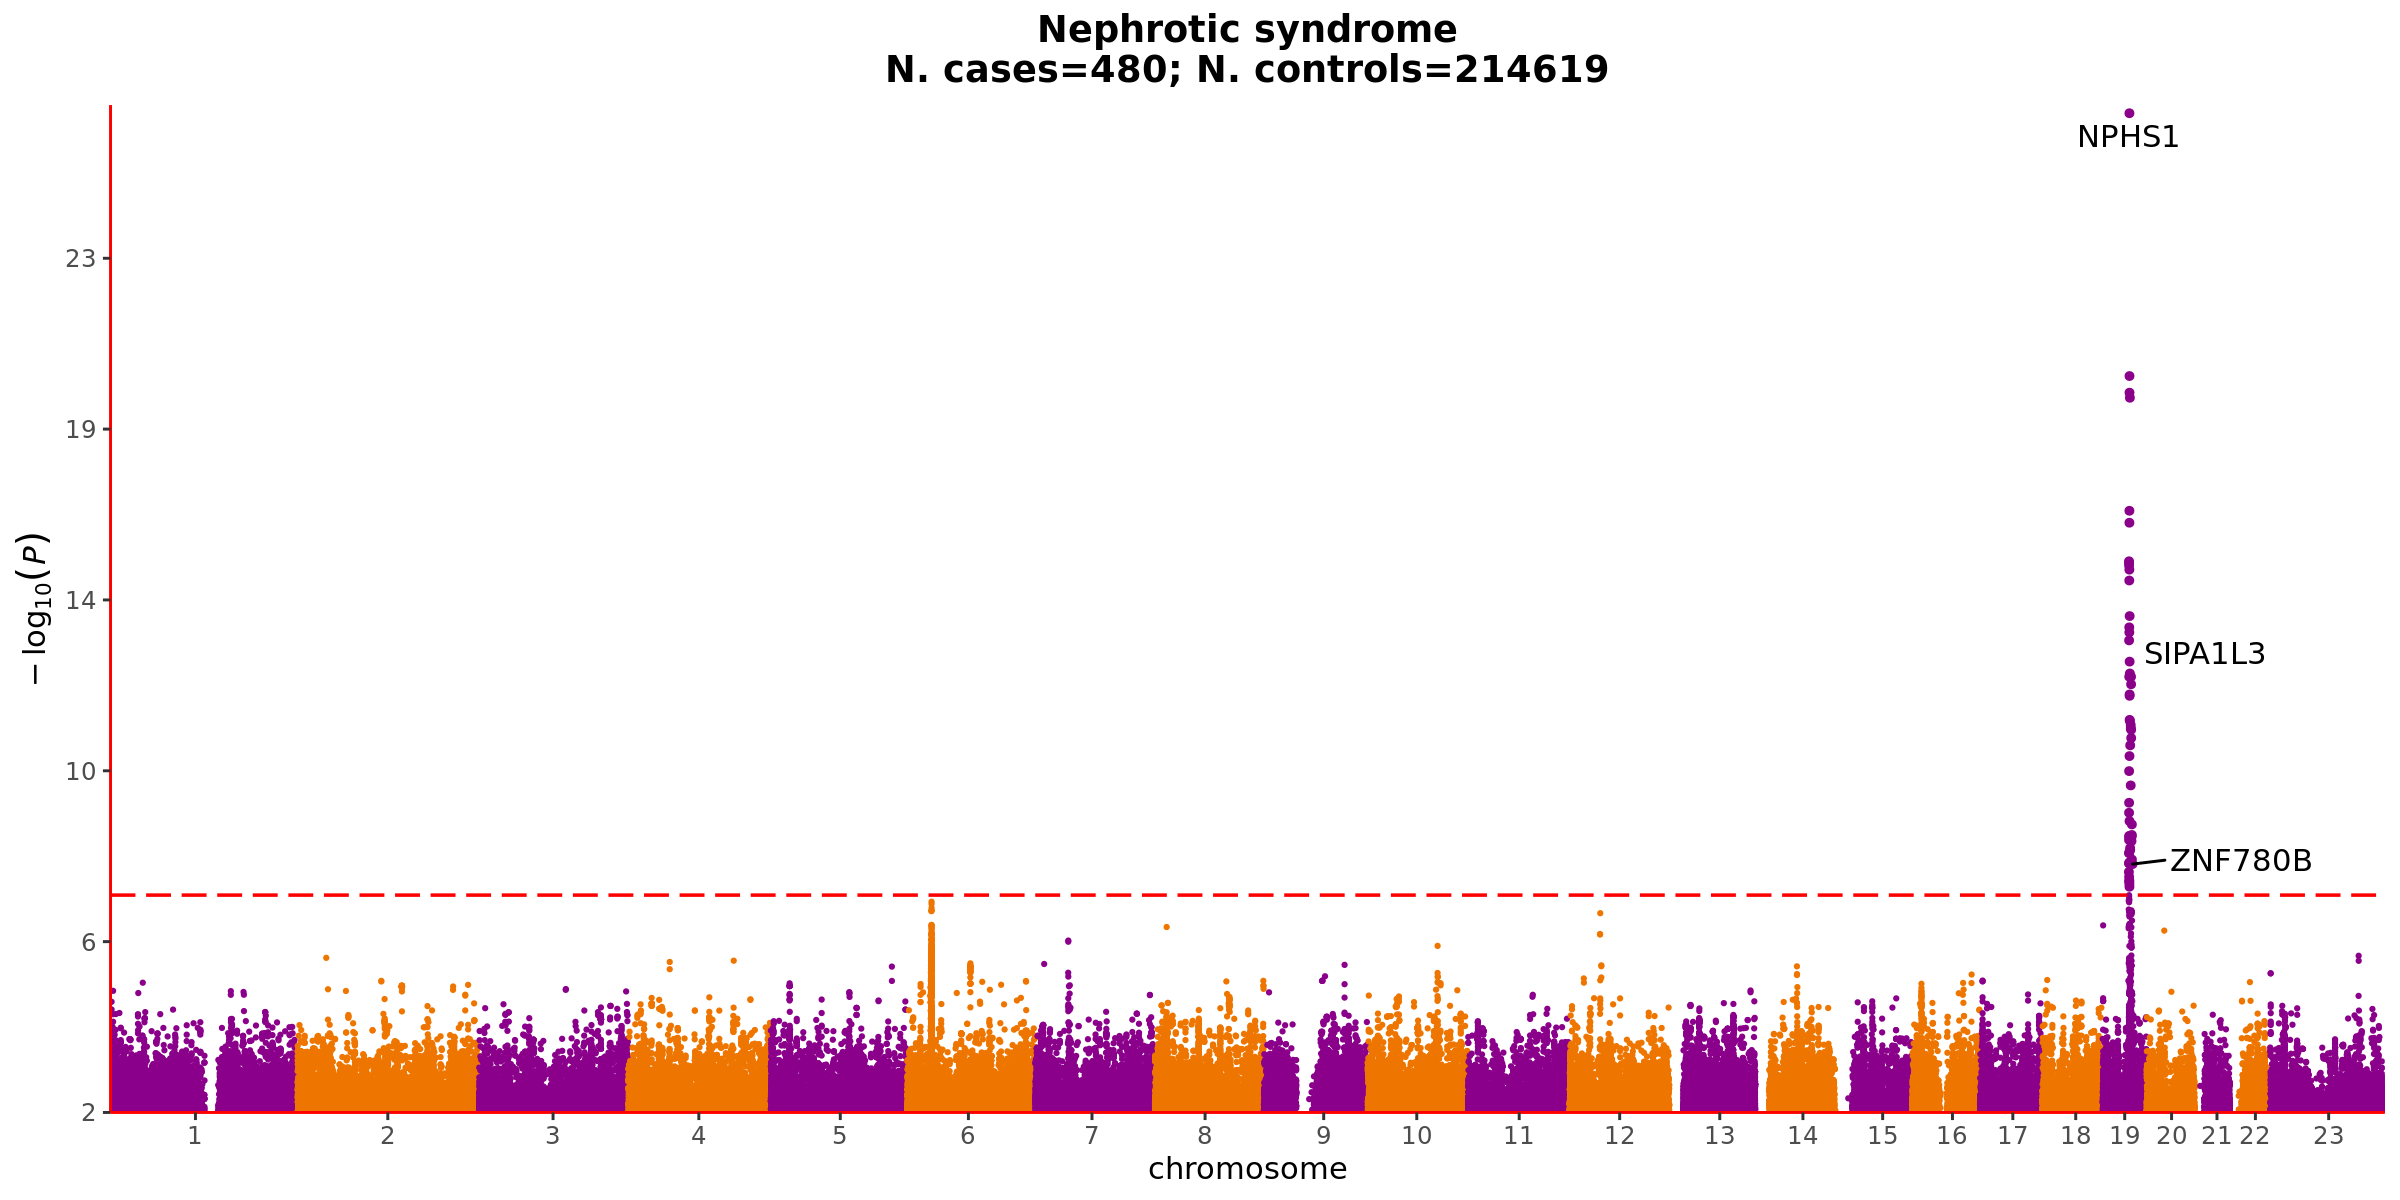 Nephrotic syndrome
N. cases=480; N. controls=214619
NPHS1
23
19
−log10(P)
14
SIPA1L3
10
ZNF780B
6
2
1 2 3 4 5 6 7 8 9 10 11 12 13 14 15 16 17 18 19 20 21 22 23
chromosome